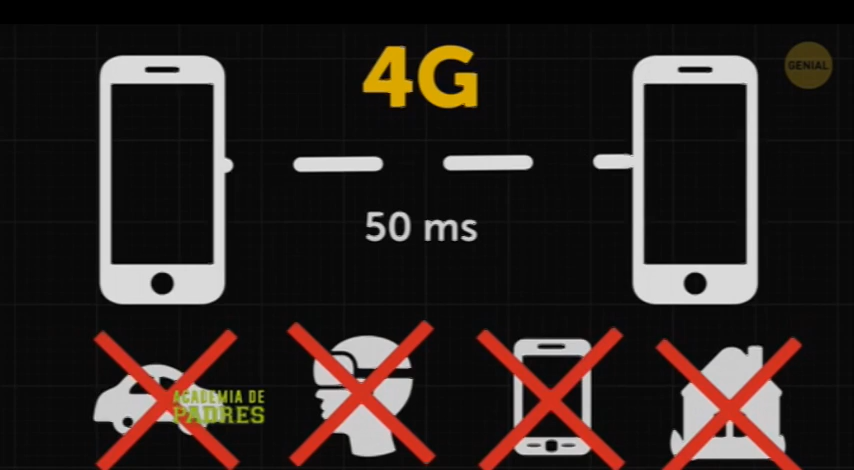 4G
GENIAL
50 ms
ACADEMIA DE
PADRES